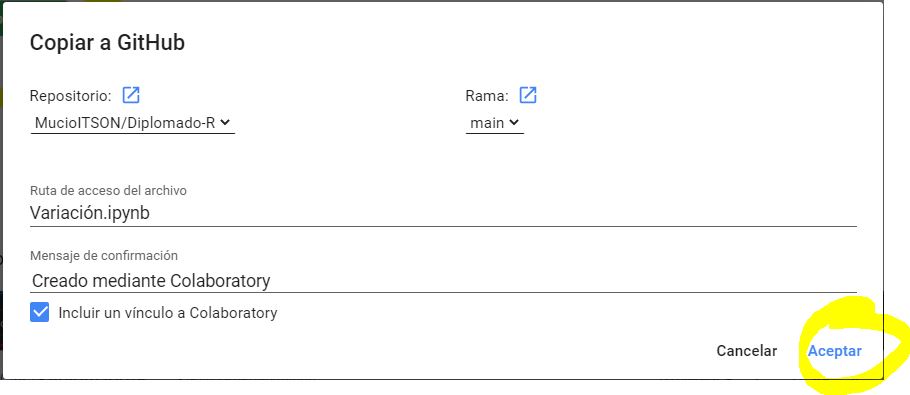 Copiar a GitHub
Repositorio:
Rama:
MucioITSON/Diplomado-R
main
Ruta de acceso del archivo
Variación.ipynb
Mensaje de confirmación
Creado mediante Colaboratory
Incluir un vínculo a Colaboratory
Cancelar
Aceptar